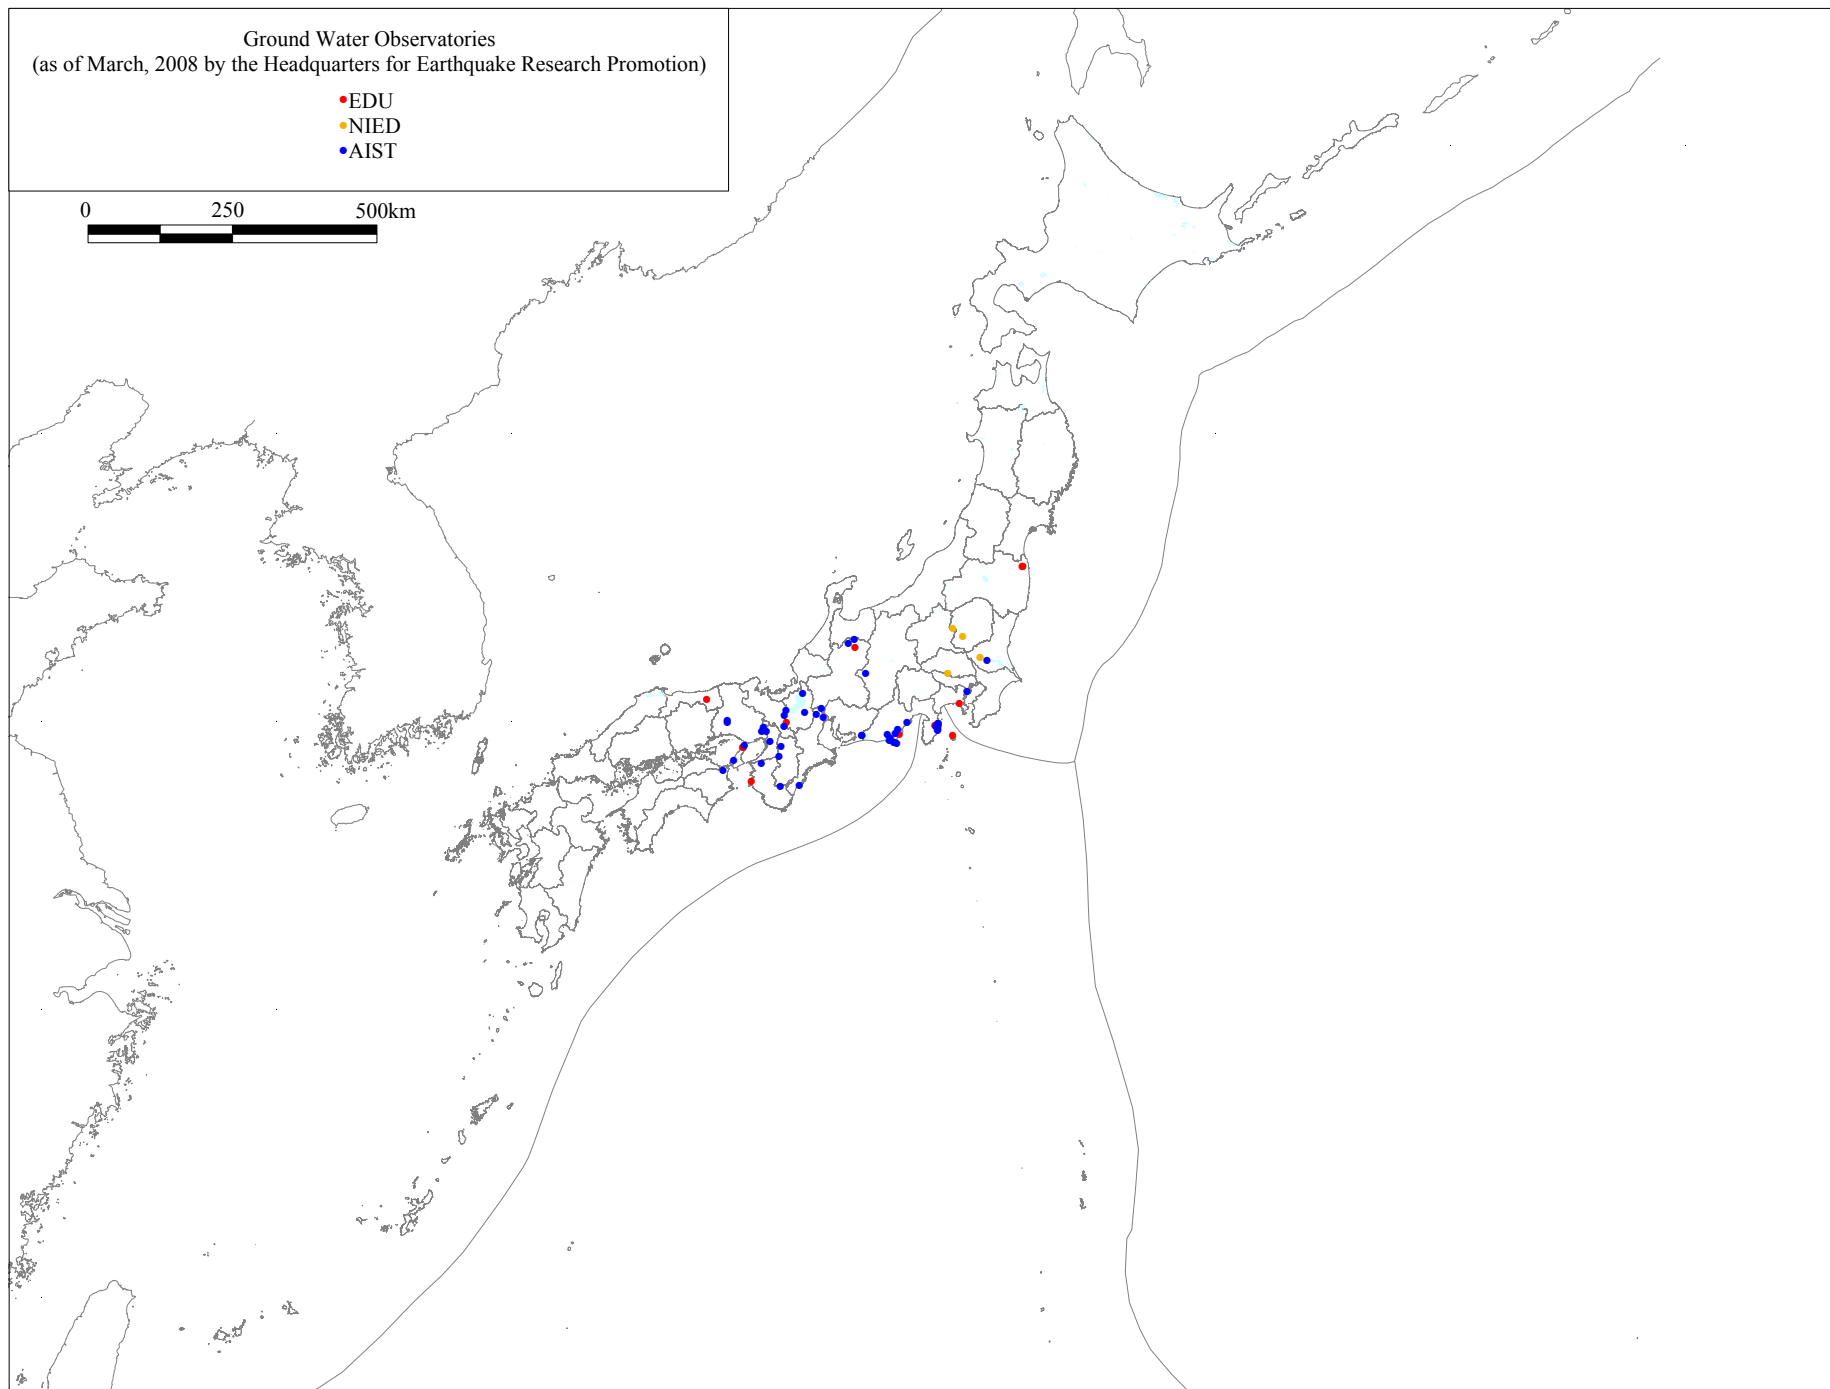 Ground Water Observatories
(as of March, 2008 by the Headquarters for Earthquake Research Promotion)
EDU
NIED
AIST
0 250 500km